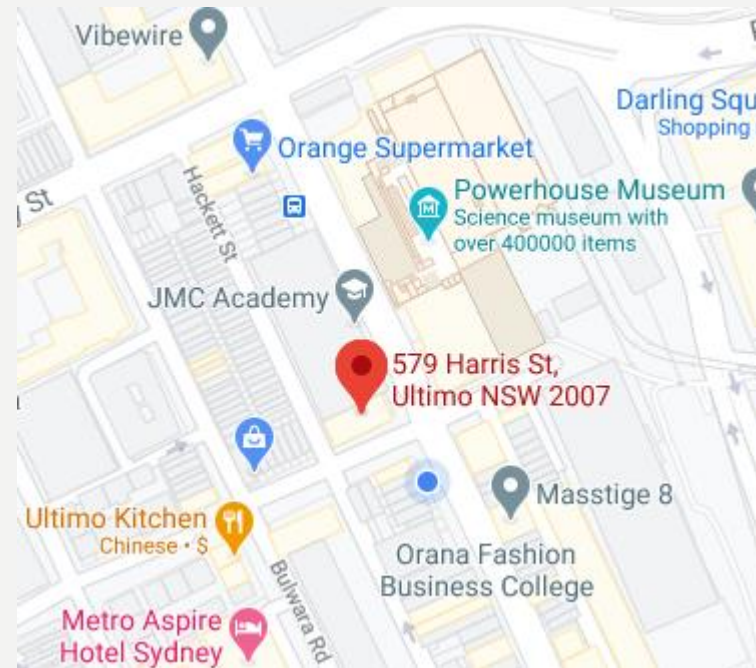 Vibewire
Darling Squ
Shopping
Orange Supermarket
Hackett St
St
Powerhouse Museum
Science museum with
over 400000 items
JMC Academy
579 Harris St,
Ultimo NSW 2007
Masstige 8
Ultimo Kitchen
Chinese • $
Orana Fashion
Business College
Bulwara Rd
Metro Aspire
Hotel Sydney